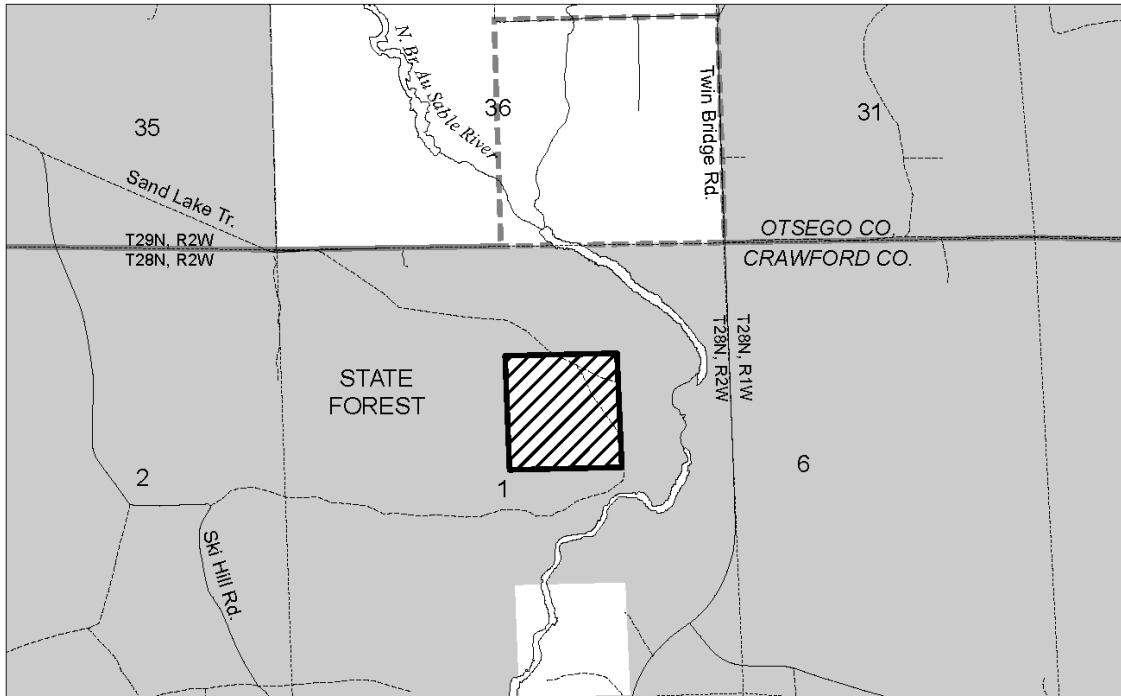 N. Br. Au Sable River
36
Twin Bridge Rd.
31
35
Sand Lake Tr.
T29N, R2W
T28N, R2W
OTSEGO CO.
CRAWFORD CO.
T28N, R1W
T28N, R2W
STATE
FOREST
2
1
6
Ski Hill Rd.